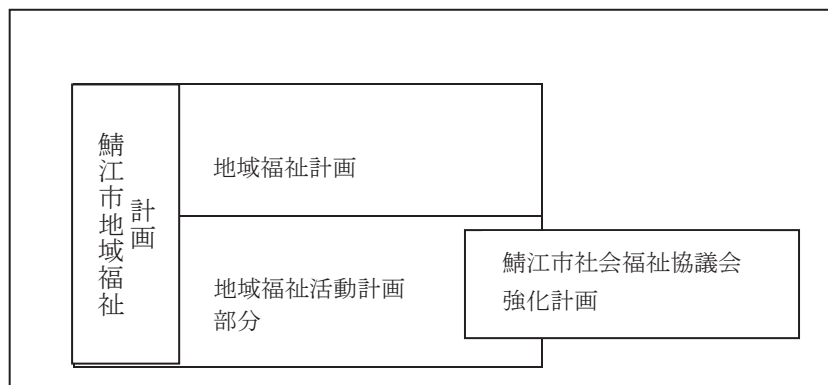 鯖江市地域福祉
計画
地域福祉計画
地域福祉活動計画
部分
鯖江市社会福祉協議会
強化計画